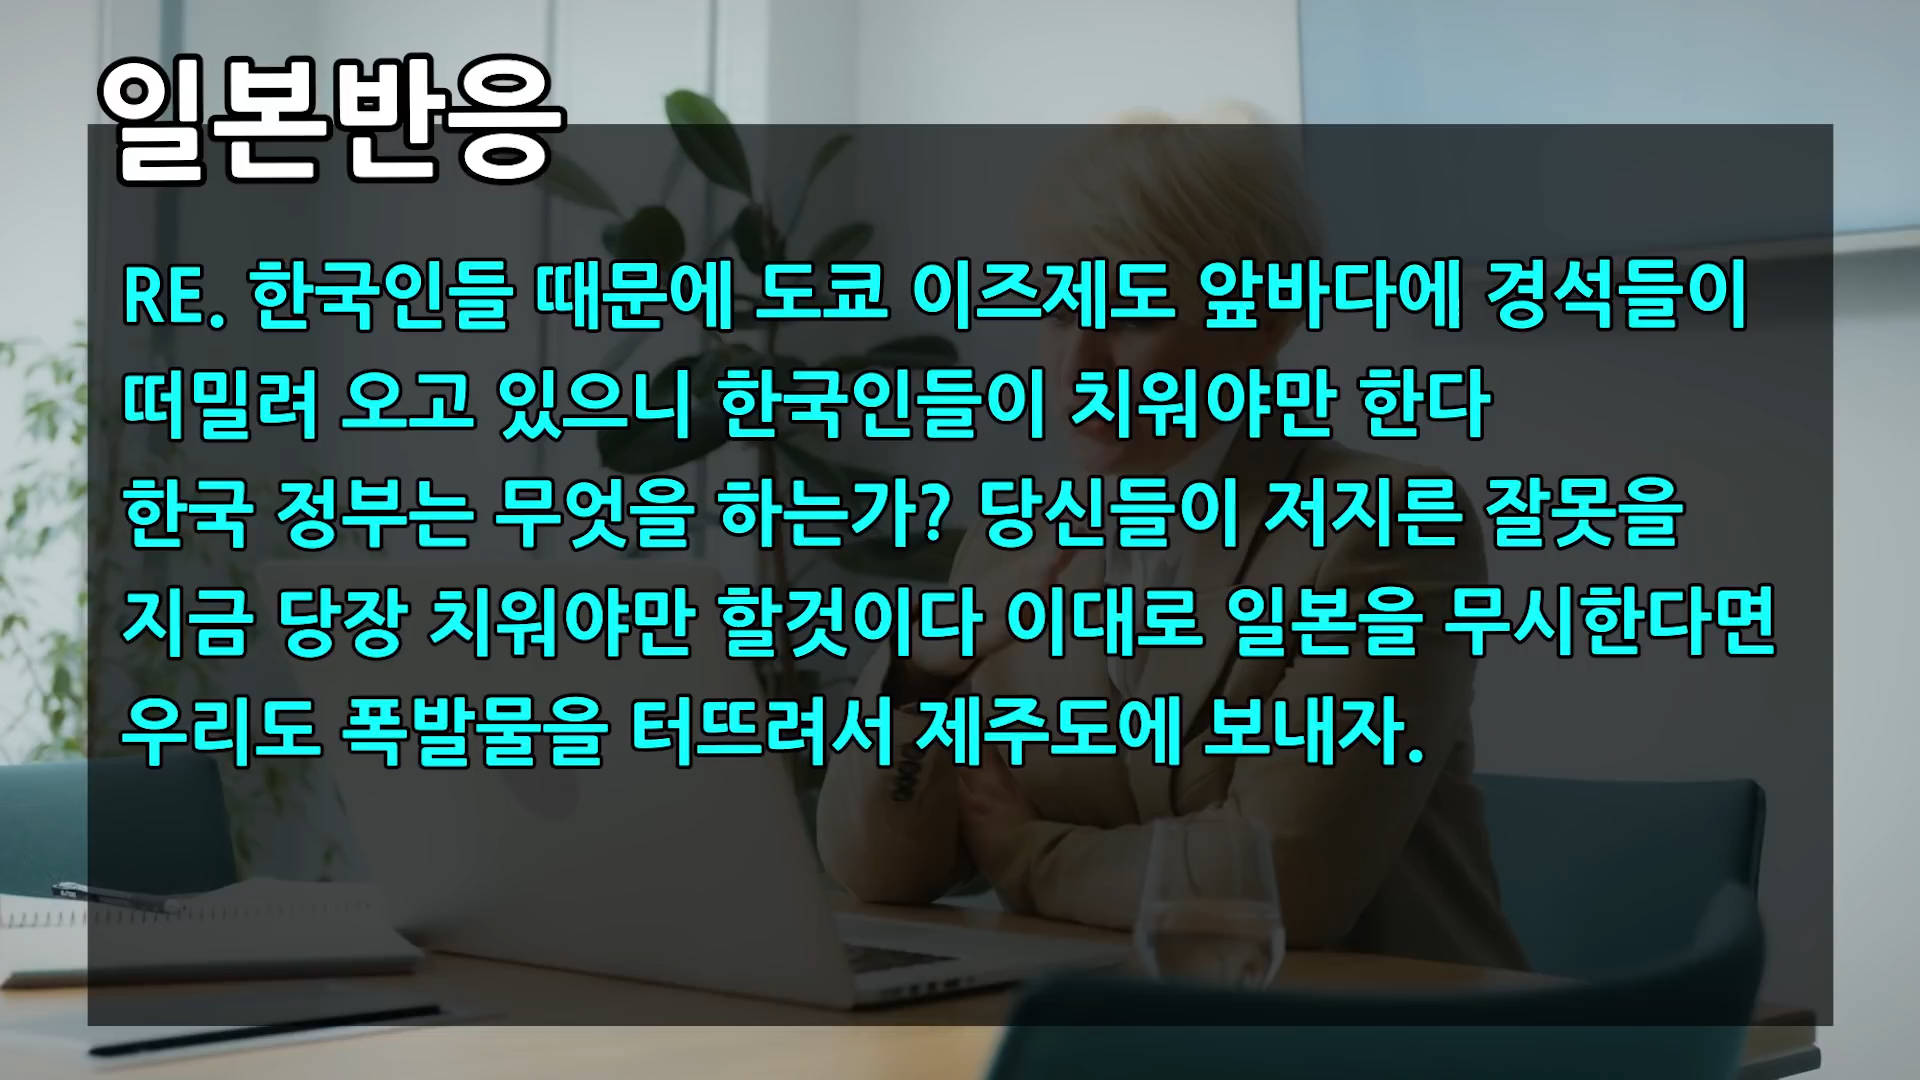 일본반응
RE. 한국인들 때문에 도쿄 이즈제도 앞바다에 경석들이
떠밀려 오고 있으니 한국인들이 치워야만 한다
한국 정부는 무엇을 하는가? 당신들이 저지른 잘못을
지금 당장 치워야만 할것이다 이대로 일본을 무시한다면
우리도 폭발물을 터뜨려서 제주도에 보내자.